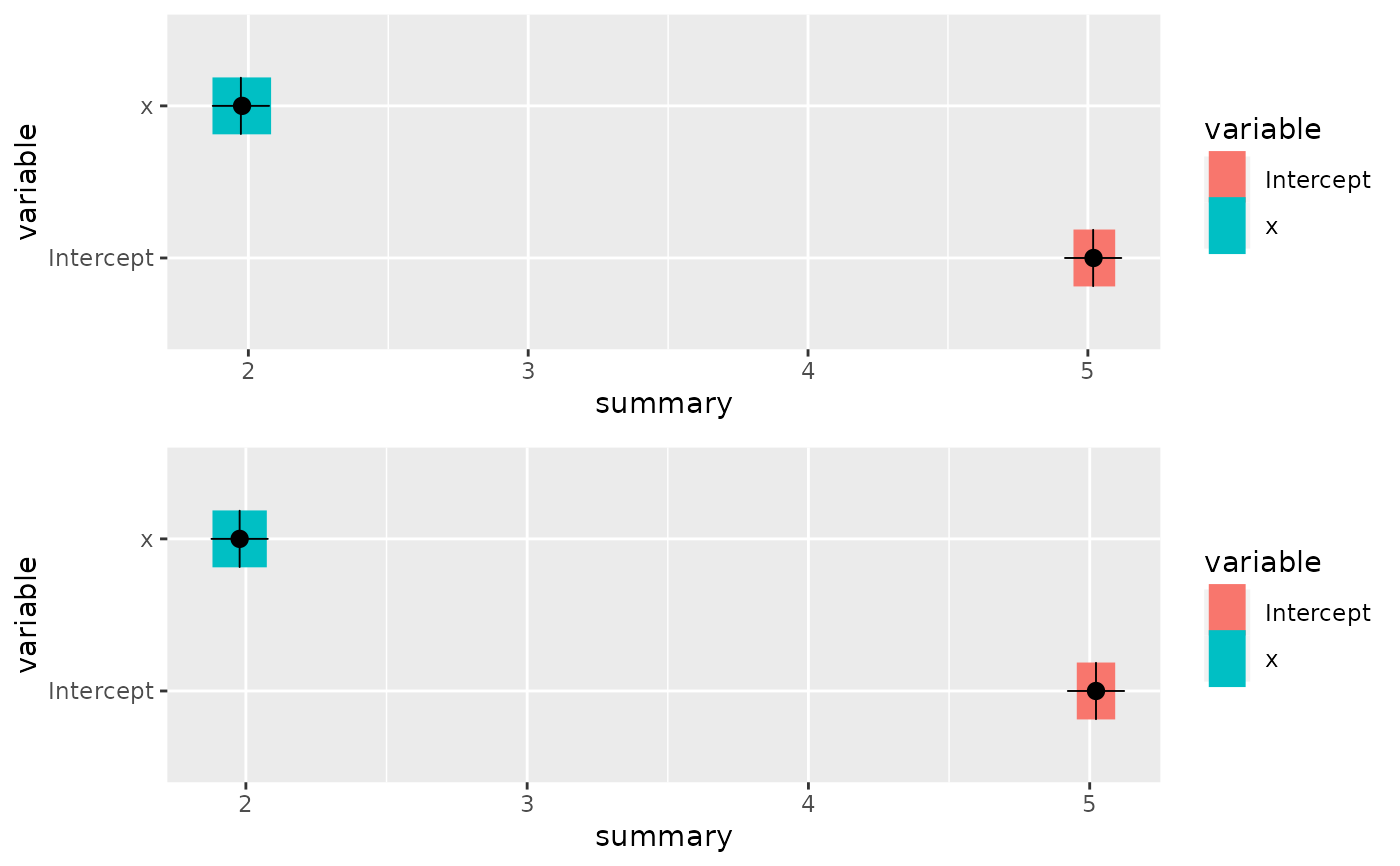 variable
x
Intercept
2 3 4 5
summary
variable
Intercept
x
variable
x
Intercept
2 3 4 5
summary
variable
Intercept
x